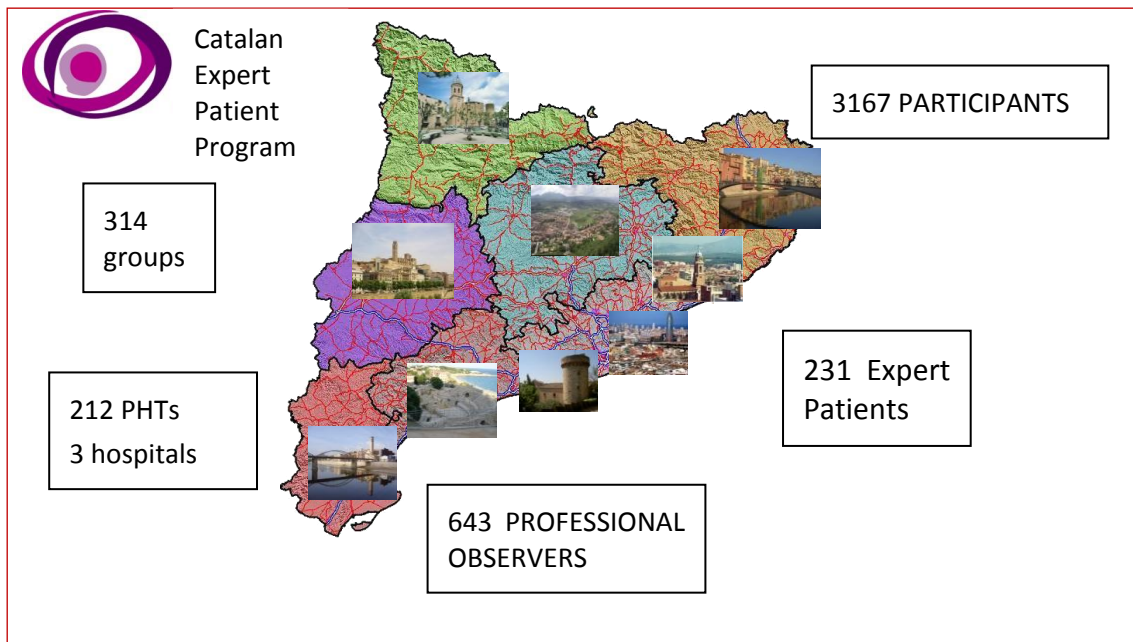 Catalan
Expert
Patient
Program
3167 PARTICIPANTS
314
groups
231 Expert
Patients
212 PHTs
3 hospitals
643 PROFESSIONAL
OBSERVERS